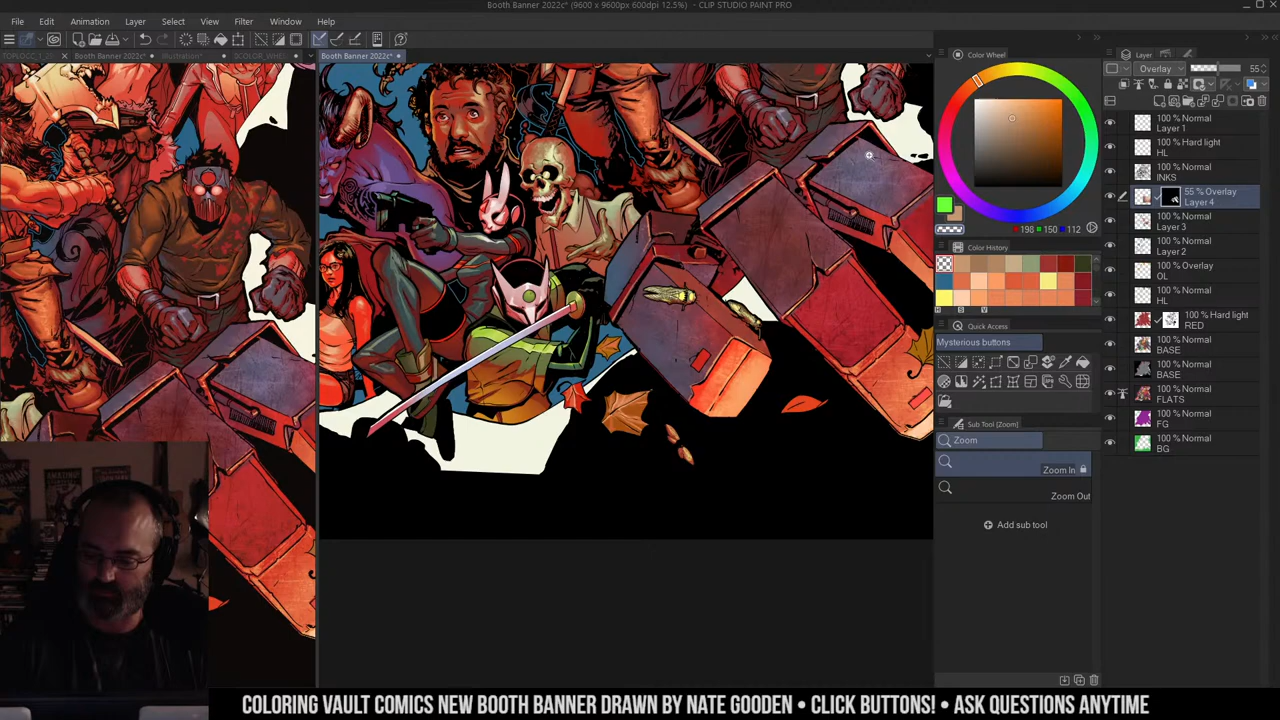 Booth Banner 2022c* (9600 x 9600px 600dpi 12.5%) - CLIP STUDIO PAINT PRO
File Edit Animation Layer Select View Filter Window Help
Booth Banner 2022c*
Illustration*
Booth Banner 2022c*
Color Wheel
198 150 112
Color History
H S V
Quick Access
Mysterious buttons
Sub Tool [Zoom]
Zoom
Zoom In
Zoom Out
Add sub tool
Layer
Overlay 55
100 % Normal
Layer 1
100 % Hard light
HL
100 % Normal
INKS
55 % Overlay
Layer 4
100 % Normal
Layer 3
100 % Normal
Layer 2
100 % Overlay
OL
100 % Normal
HL
100 % Hard light
RED
100 % Normal
BASE
100 % Normal
BASE
100 % Normal
FLATS
100 % Normal
FG
100 % Normal
BG
COLORING VAULT COMICS NEW BOOTH BANNER DRAWN BY NATE GOODEN • CLICK BUTTONS! • ASK QUESTIONS ANYTIME